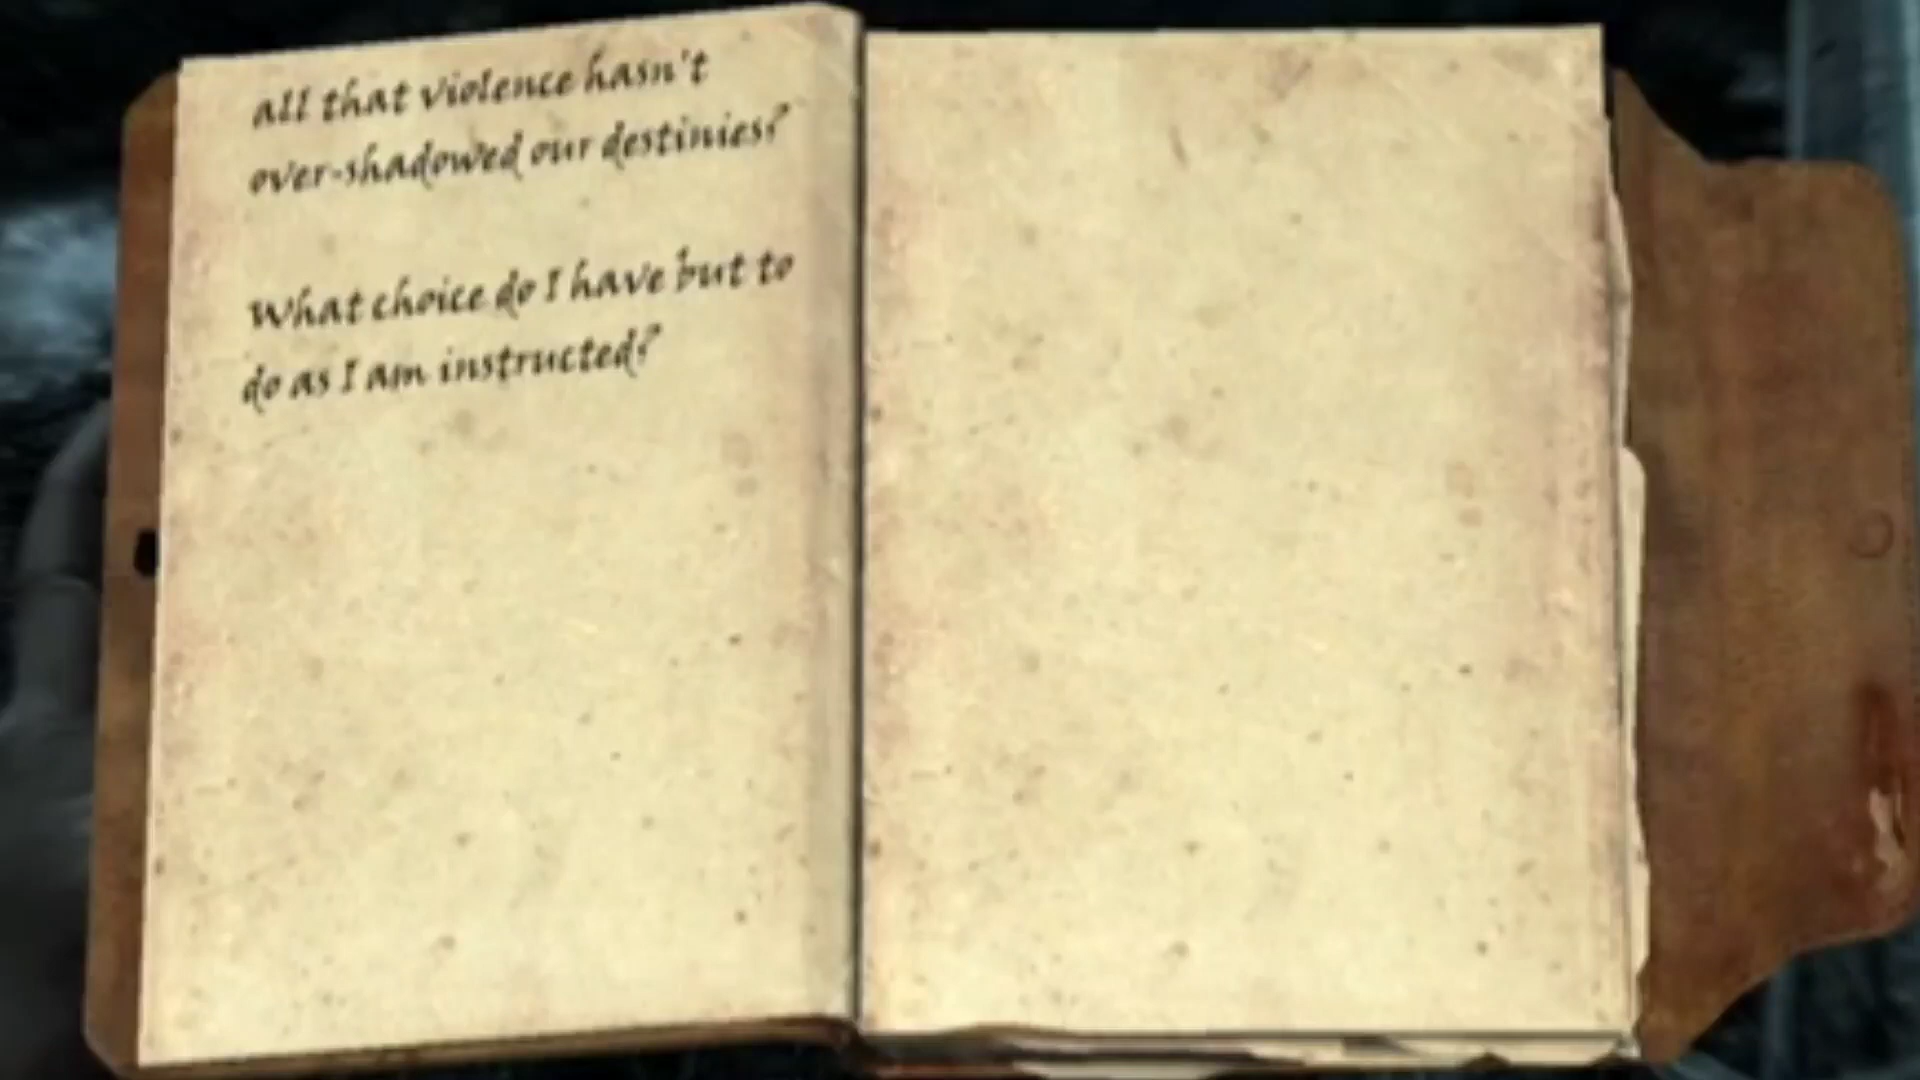 all that violence hasn't
over-shadowed our destinies?
What choice do I have but to
do as I am instructed?